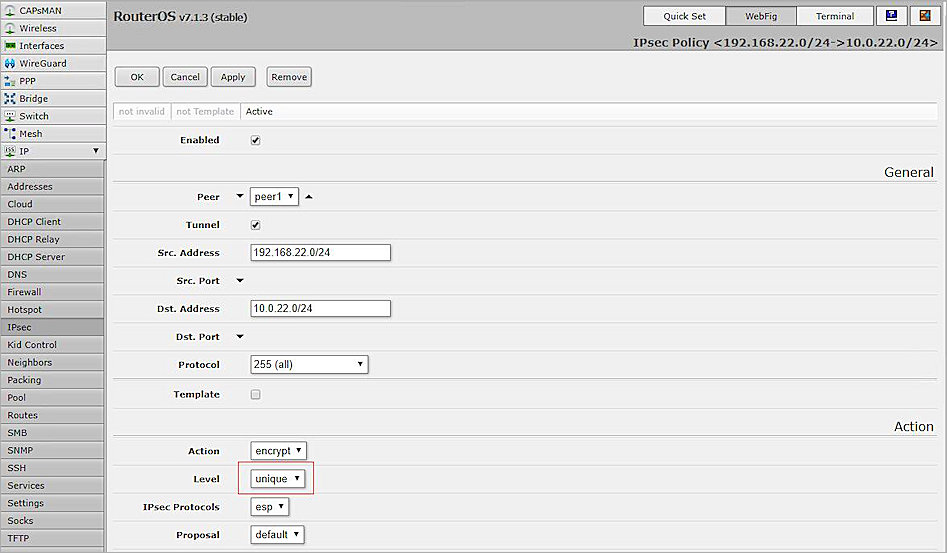 CAPsMAN
Wireless
Interfaces
WireGuard
PPP
Bridge
Switch
Mesh
IP
ARP
Addresses
Cloud
DHCP Client
DHCP Relay
DHCP Server
DNS
Firewall
Hotspot
IPsec
Kid Control
Neighbors
Packing
Pool
Routes
SMB
SNMP
SSH
Services
Settings
Socks
TFTP
RouterOS v7.1.3 (stable)
Quick Set WebFig Terminal
IPsec Policy <192.168.22.0/24->10.0.22.0/24>
OK Cancel Apply Remove
not invalid not Template Active
Enabled
General
Peer peer1
Tunnel
Src. Address 192.168.22.0/24
Src. Port
Dst. Address 10.0.22.0/24
Dst. Port
Protocol 255 (all)
Template
Action
Action encrypt
Level unique
IPsec Protocols esp
Proposal default